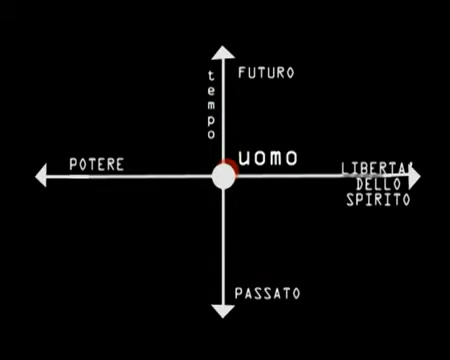 FUTURO
tempo
uomo
POTERE
LIBERTA'
DELLO
SPIRITO
PASSATO